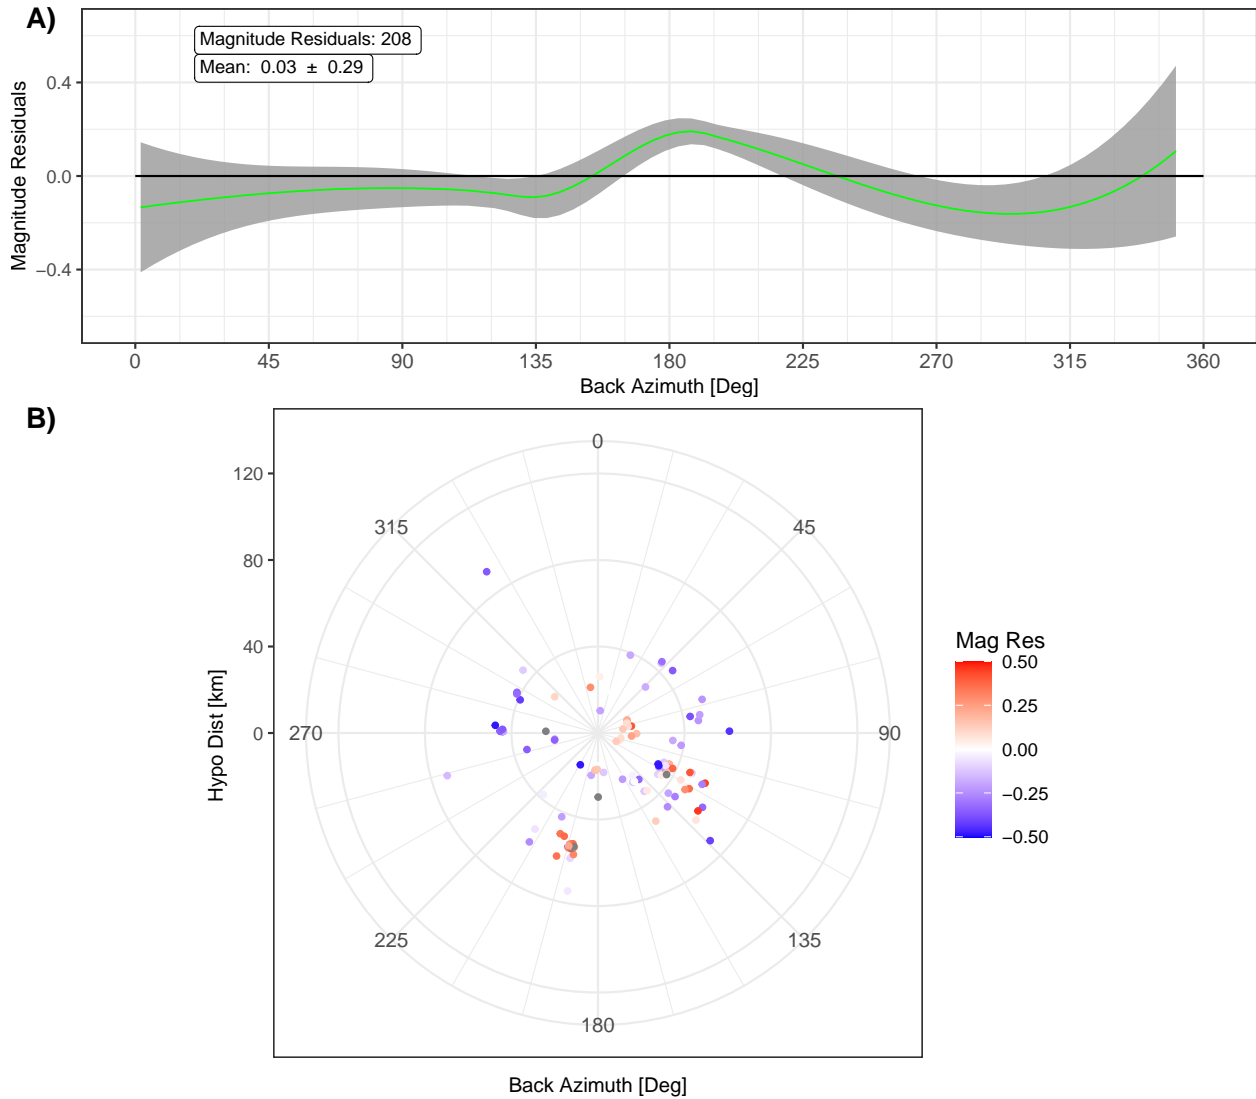 A)
Magnitude Residuals: 208
Mean:  0.03  ±  0.29
Magnitude Residuals
0.4
0.0
−0.4
0 45 90 135 180 225 270 315 360
Back Azimuth [Deg]
B)
Hypo Dist [km]
120
80
40
0
0
45
90
135
180
225
270
315
Back Azimuth [Deg]
Mag Res
0.50
0.25
0.00
−0.25
−0.50